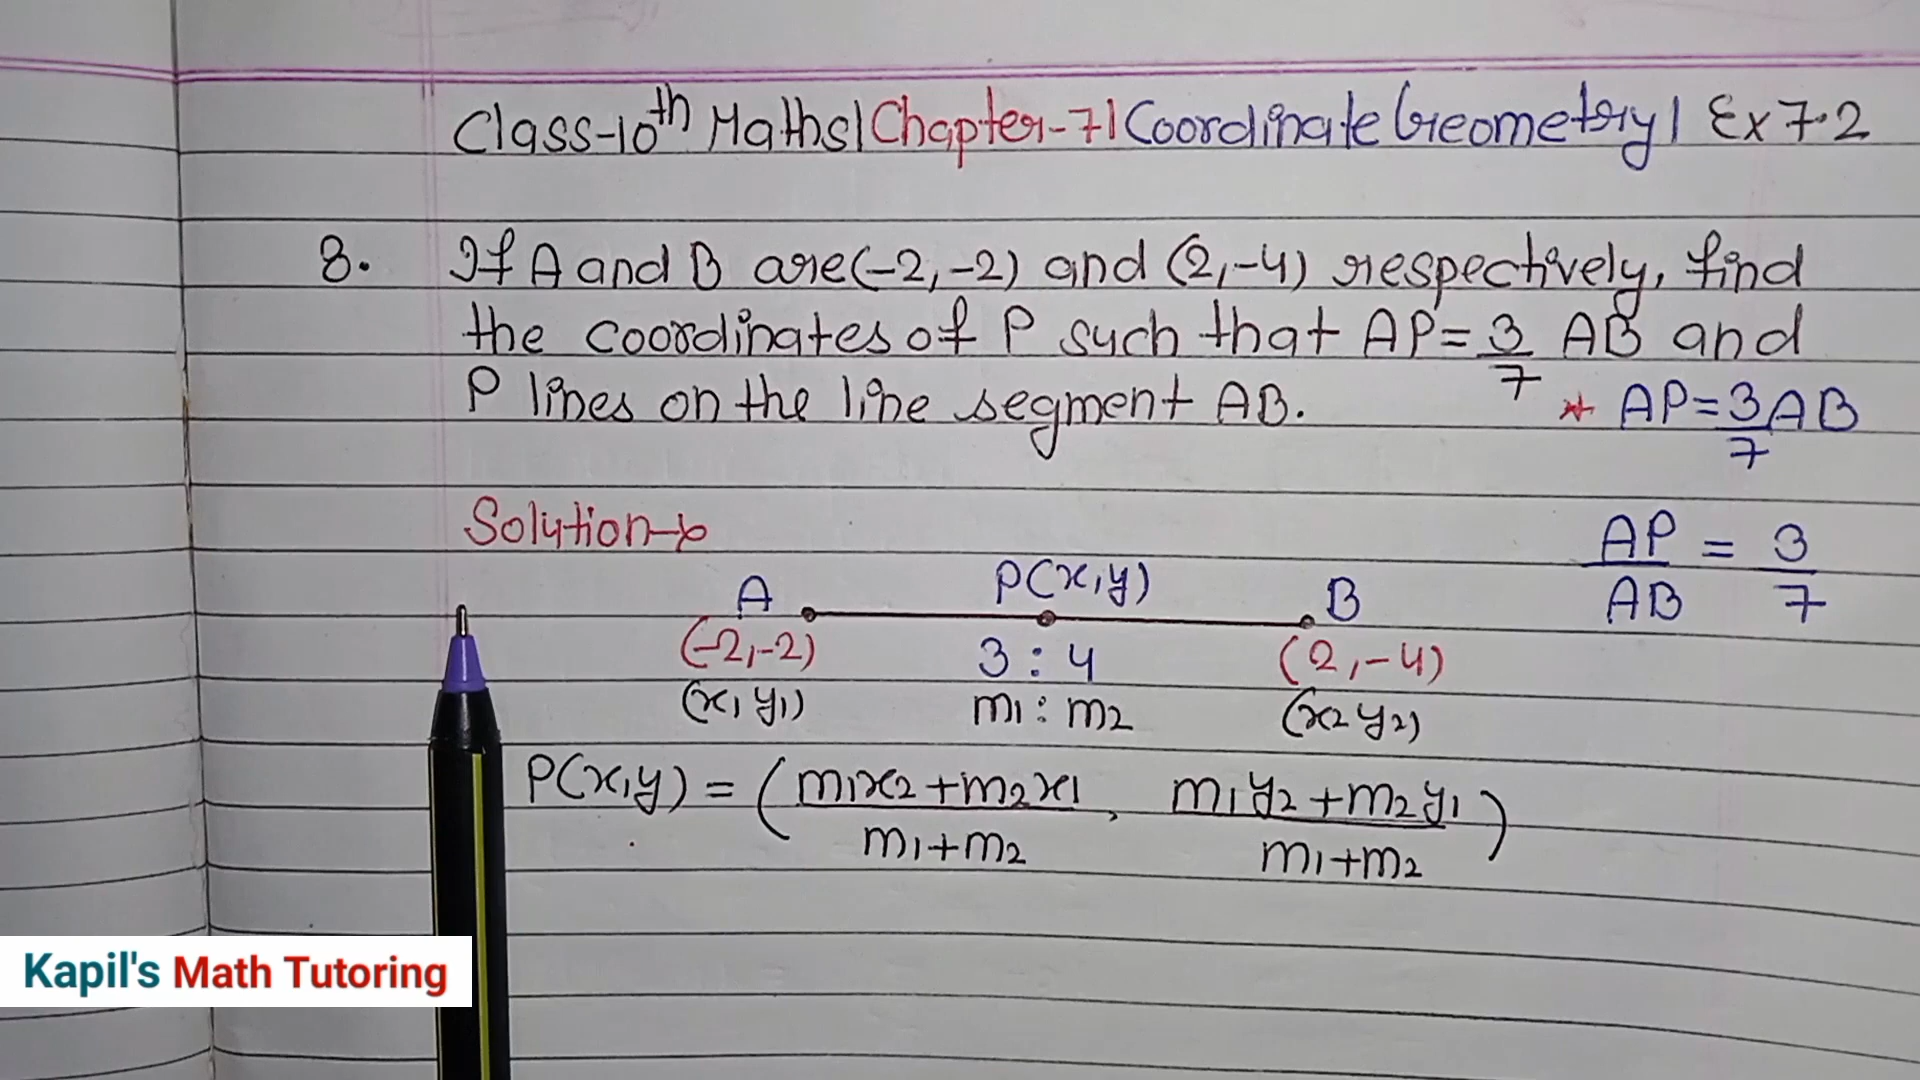 Class-10th Maths|Chapter-7|Coordinate Geometry| Ex 7.2
8. If A and B are(-2,-2) and (2,-4) respectively, find
the coordinates of P such that AP=3/7 AB and
P lines on the line segment AB.
* AP=3/7AB
Solution→
AP/AB = 3/7
A P(x,y) B
(-2,-2) 3:4 (2,-4)
(x1 y1) m1:m2 (x2 y2)
P(x,y) = (m1x2+m2x1/m1+m2, m1y2+m2y1/m1+m2)
Kapil's Math Tutoring